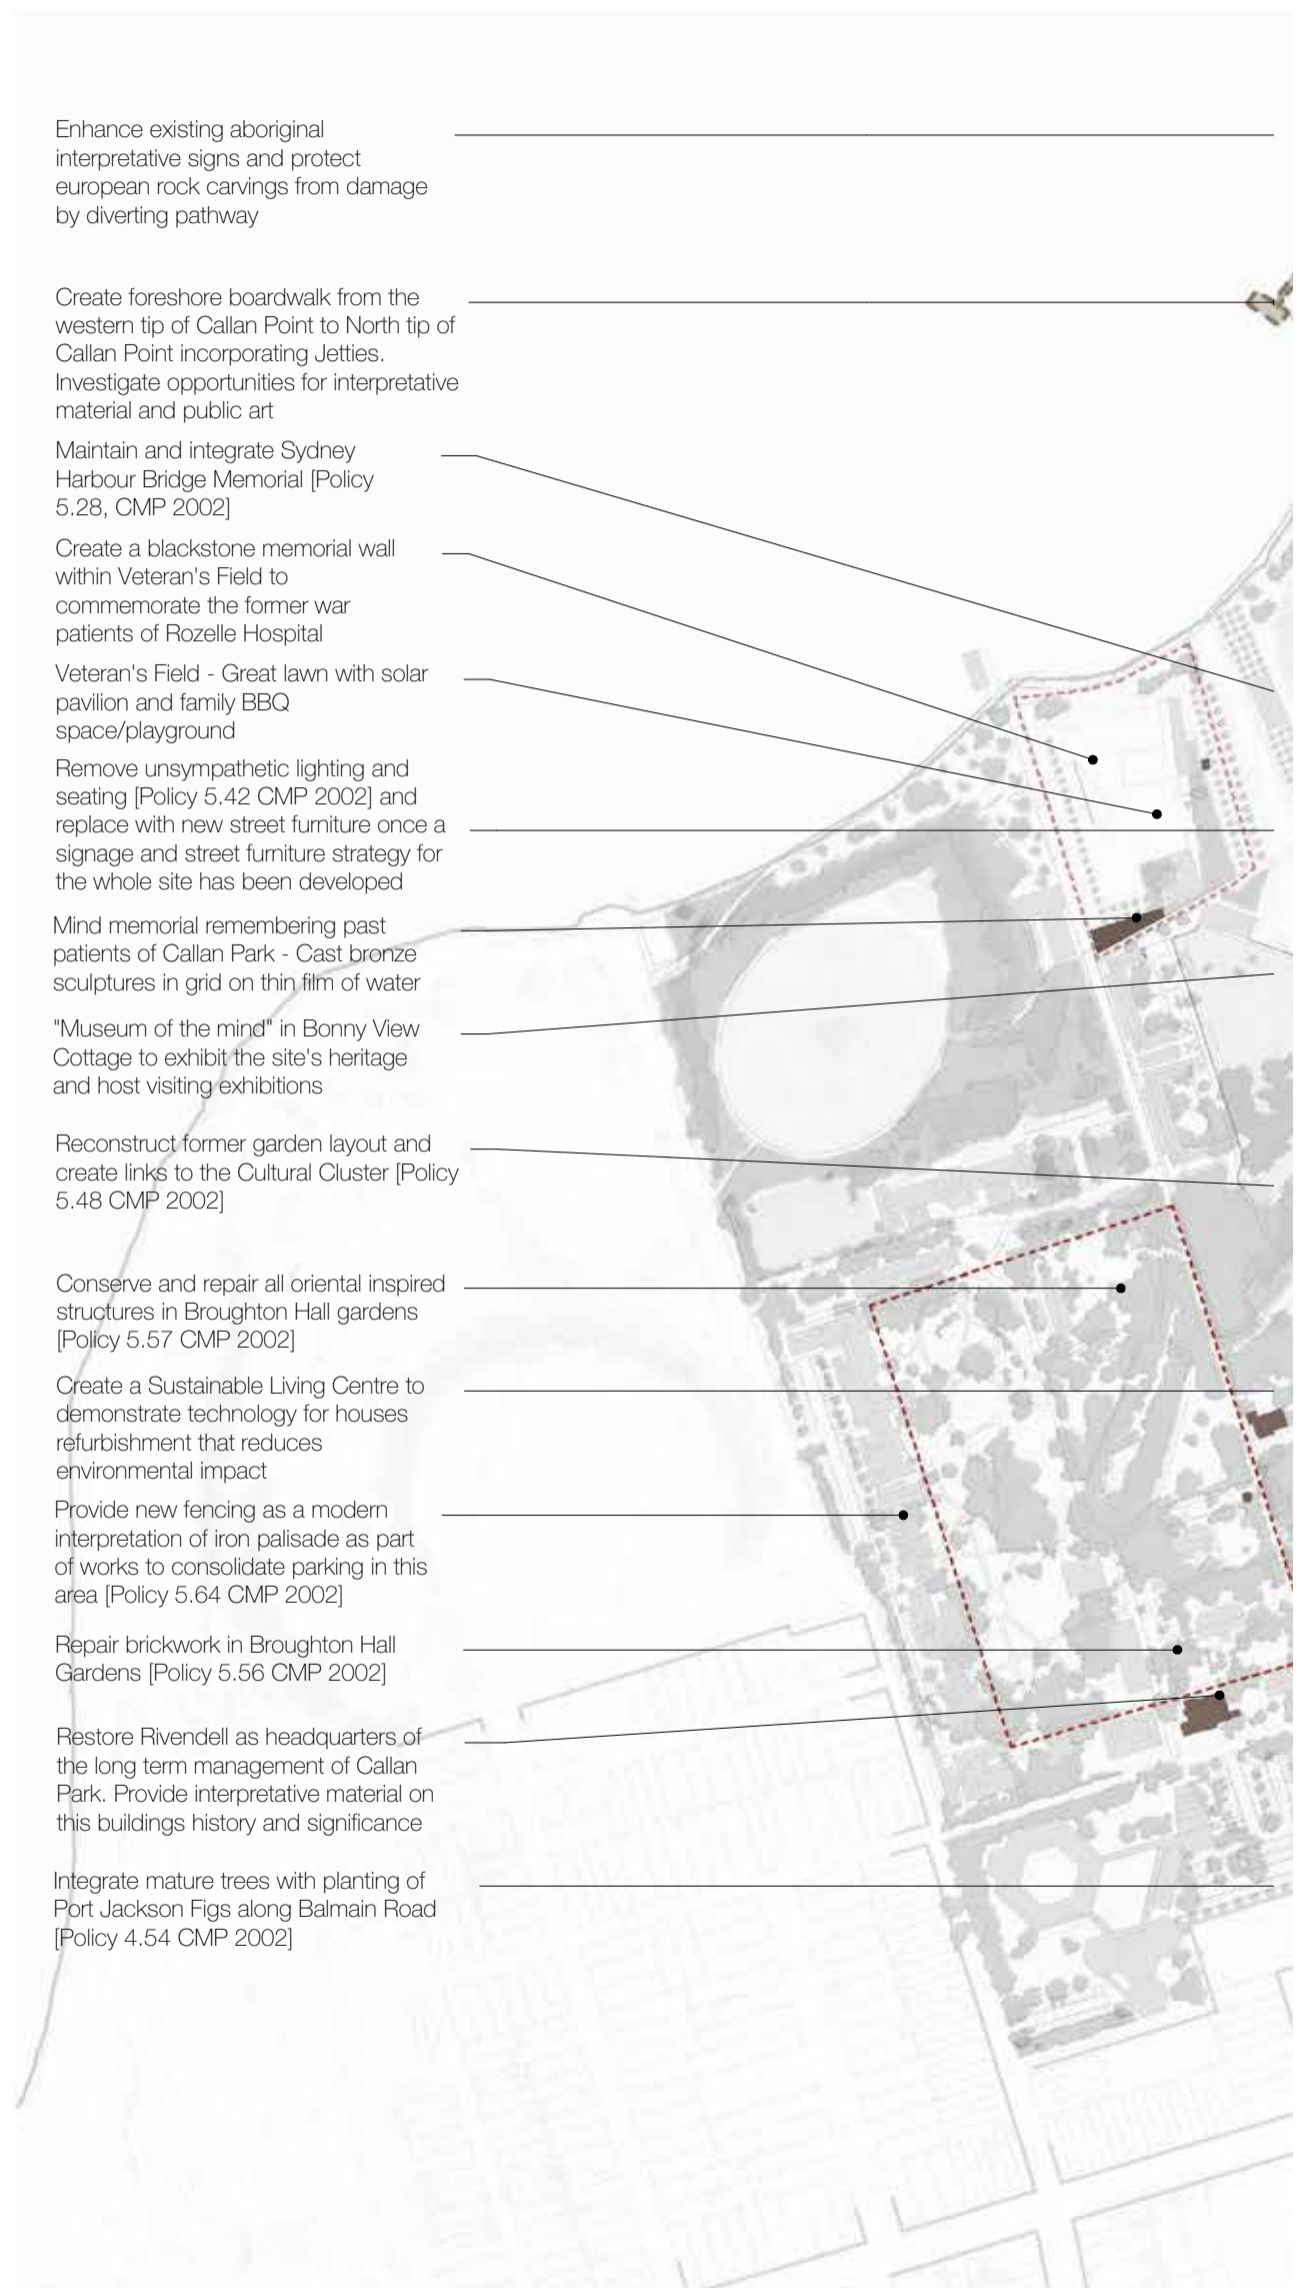 Enhance existing aboriginal
interpretative signs and protect
european rock carvings from damage
by diverting pathway
Create foreshore boardwalk from the
western tip of Callan Point to North tip of
Callan Point incorporating Jetties.
Investigate opportunities for interpretative
material and public art
Maintain and integrate Sydney
Harbour Bridge Memorial [Policy
5.28, CMP 2002]
Create a blackstone memorial wall
within Veteran's Field to
commemorate the former war
patients of Rozelle Hospital
Veteran's Field - Great lawn with solar
pavilion and family BBQ
space/playground
Remove unsympathetic lighting and
seating [Policy 5.42 CMP 2002] and
replace with new street furniture once a
signage and street furniture strategy for
the whole site has been developed
Mind memorial remembering past
patients of Callan Park - Cast bronze
sculptures in grid on thin film of water
"Museum of the mind" in Bonny View
Cottage to exhibit the site's heritage
and host visiting exhibitions
Reconstruct former garden layout and
create links to the Cultural Cluster [Policy
5.48 CMP 2002]
Conserve and repair all oriental inspired
structures in Broughton Hall gardens
[Policy 5.57 CMP 2002]
Create a Sustainable Living Centre to
demonstrate technology for houses
refurbishment that reduces
environmental impact
Provide new fencing as a modern
interpretation of iron palisade as part
of works to consolidate parking in this
area [Policy 5.64 CMP 2002]
Repair brickwork in Broughton Hall
Gardens [Policy 5.56 CMP 2002]
Restore Rivendell as headquarters of
the long term management of Callan
Park. Provide interpretative material on
this buildings history and significance
Integrate mature trees with planting of
Port Jackson Figs along Balmain Road
[Policy 4.54 CMP 2002]